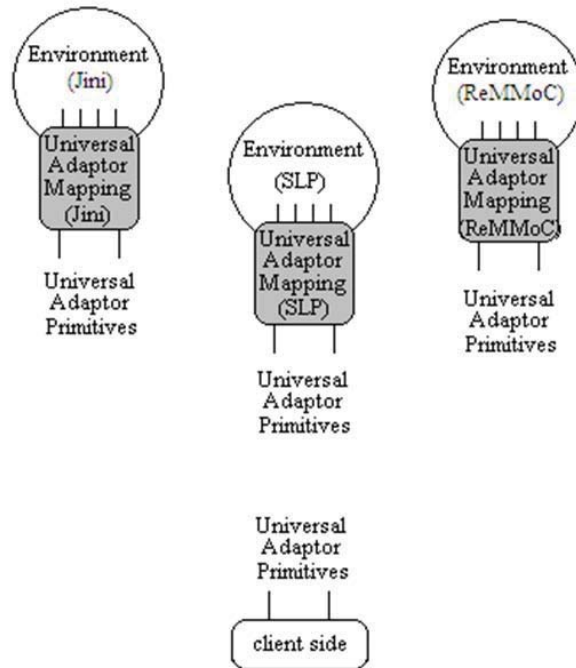 Environment
(Jini)
Universal
Adaptor
Mapping
(Jini)
Universal
Adaptor
Primitives
Environment
(SLP)
Universal
Adaptor
Mapping
(SLP)
Universal
Adaptor
Primitives
Environment
(ReMMoC)
Universal
Adaptor
Mapping
(ReMMoC)
Universal
Adaptor
Primitives
Universal
Adaptor
Primitives
client side